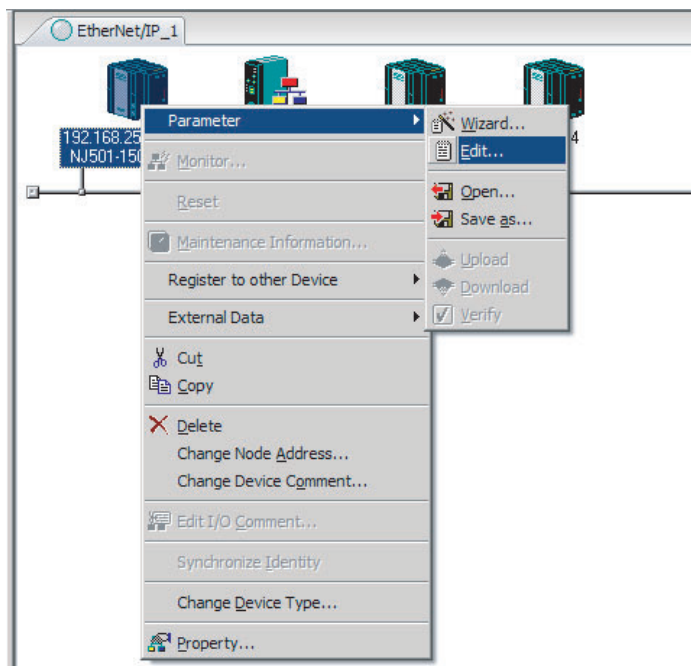 EtherNet/IP_1
192.168.25
NJ501-150
4
Parameter
Monitor...
Reset
Maintenance Information...
Register to other Device
External Data
Cut
Copy
Delete
Change Node Address...
Change Device Comment...
Edit I/O Comment...
Synchronize Identity
Change Device Type...
Property...
Wizard...
Edit...
Open...
Save as...
Upload
Download
Verify